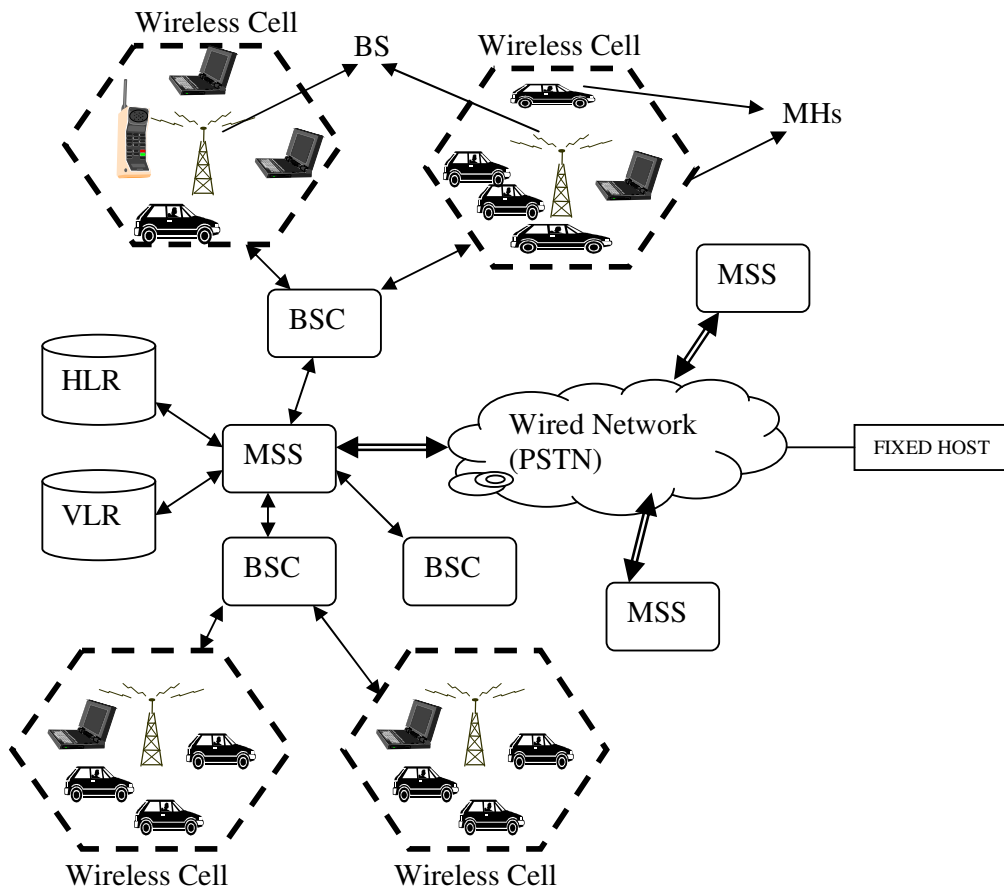 Wireless Cell
BS
Wireless Cell
MHs
MSS
BSC
HLR
Wired Network
(PSTN)
MSS
FIXED HOST
VLR
BSC
BSC
MSS
Wireless Cell
Wireless Cell